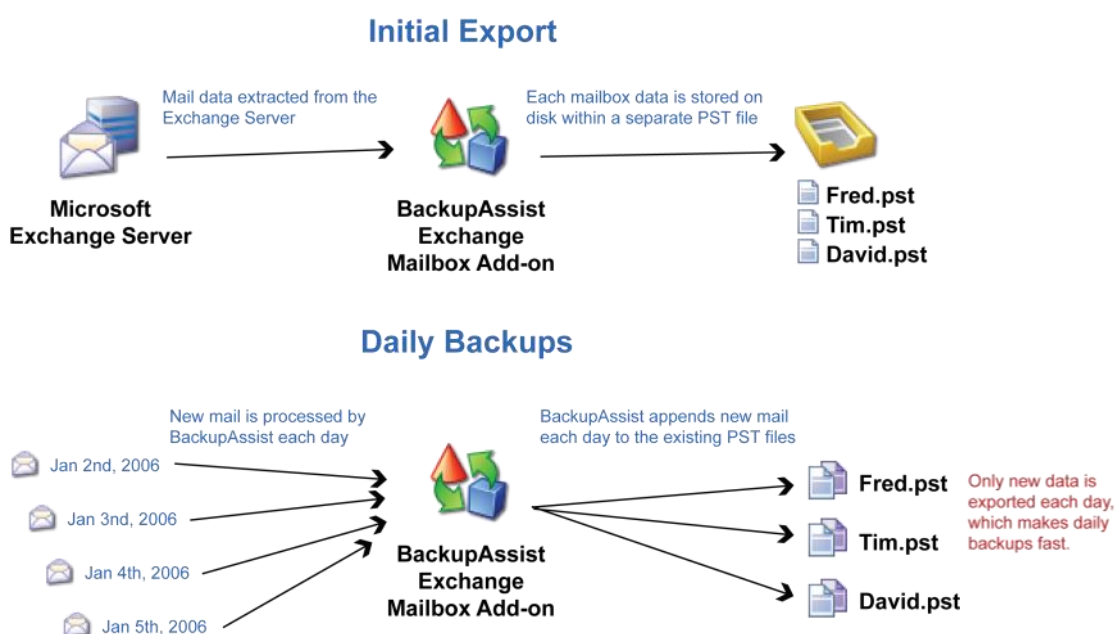 Initial Export
Mail data extracted from the
Exchange Server
Each mailbox data is stored on
disk within a separate PST file
Microsoft
Exchange Server
BackupAssist
Exchange
Mailbox Add-on
Fred.pst
Tim.pst
David.pst
Daily Backups
New mail is processed by
BackupAssist each day
BackupAssist appends new mail
each day to the existing PST files
Jan 2nd, 2006
Jan 3nd, 2006
Jan 4th, 2006
Jan 5th, 2006
BackupAssist
Exchange
Mailbox Add-on
Fred.pst
Tim.pst
David.pst
Only new data is
exported each day,
which makes daily
backups fast.